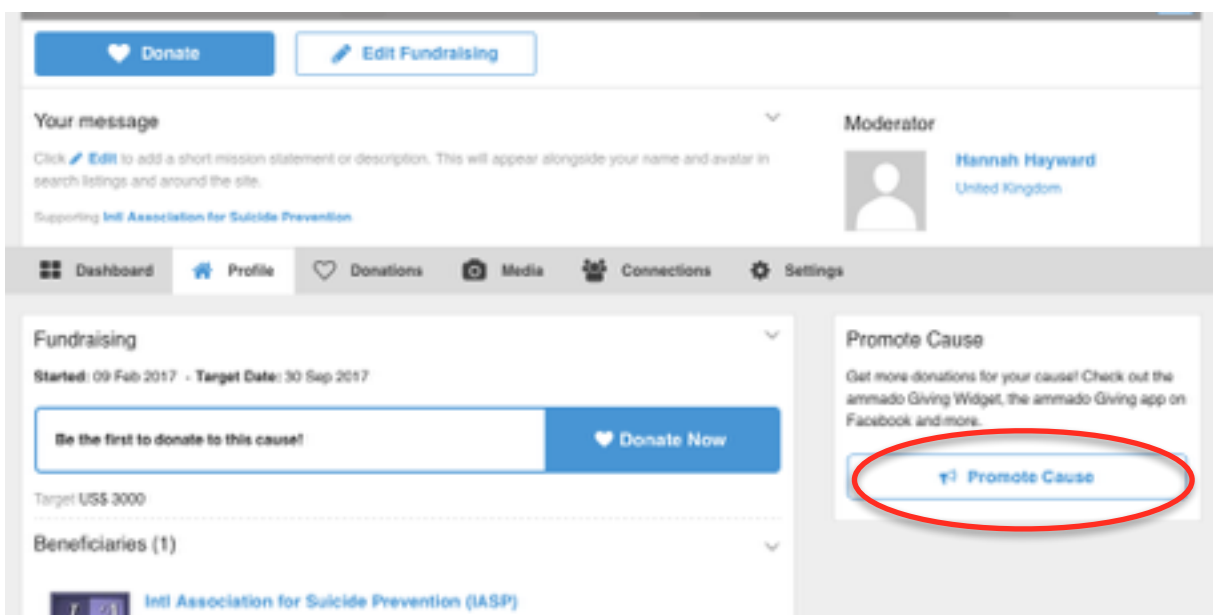 Donate
Edit Fundraising
Your message
Click Edit to add a short mission statement or description. This will appear alongside your name and avatar in
search listings and around the site.
Supporting Intl Association for Suicide Prevention
Moderator
Hannah Hayward
United Kingdom
Dashboard
Profile
Donations
Media
Connections
Settings
Fundraising
Started: 09 Feb 2017 - Target Date: 30 Sep 2017
Be the first to donate to this cause!
Donate Now
Target US$ 3000
Beneficiaries (1)
Intl Association for Suicide Prevention (IASP)
Promote Cause
Get more donations for your cause! Check out the
ammado Giving Widget, the ammado Giving app on
Facebook and more.
Promote Cause